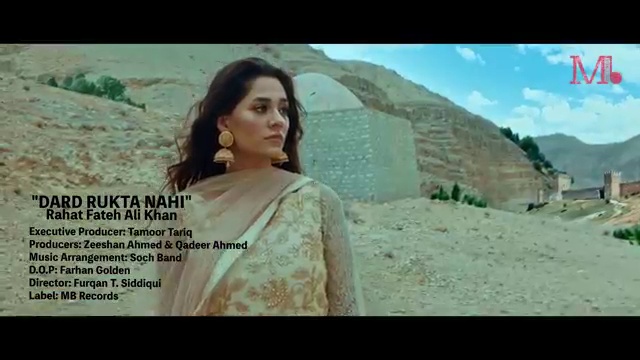 M.
"DARD RUKTA NAHI"
Rahat Fateh Ali Khan
Executive Producer: Tamoor Tariq
Producers: Zeeshan Ahmed & Qadeer Ahmed
Music Arrangement: Soch Band
D.O.P: Farhan Golden
Director: Furqan T. Siddiqui
Label: MB Records